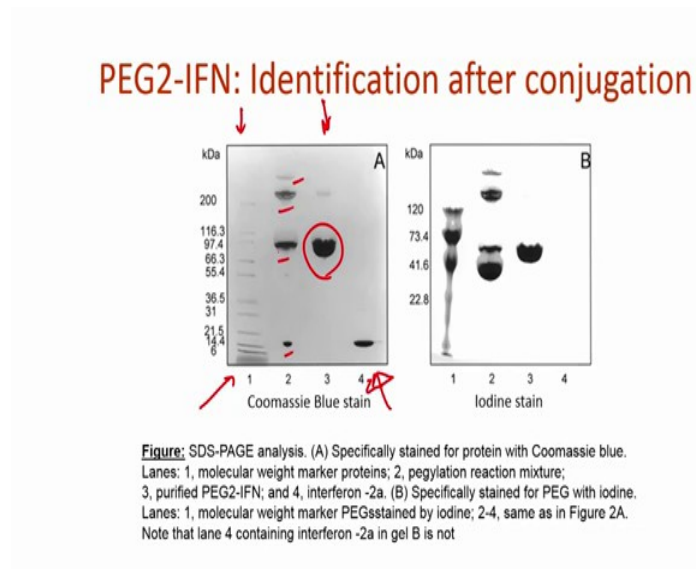 PEG2-IFN: Identification after conjugation
kDa
A
200
116.3
97.4
66.3
55.4
36.5
31
21.5
14.4
6
1 2 3 4
Coomassie Blue stain
kDa
B
120
73.4
41.6
22.8
1 2 3 4
Iodine stain
Figure: SDS-PAGE analysis. (A) Specifically stained for protein with Coomassie blue.
Lanes: 1, molecular weight marker proteins; 2, pegylation reaction mixture;
3, purified PEG2-IFN; and 4, interferon -2a. (B) Specifically stained for PEG with iodine.
Lanes: 1, molecular weight marker PEGsstained by iodine; 2-4, same as in Figure 2A.
Note that lane 4 containing interferon -2a in gel B is not